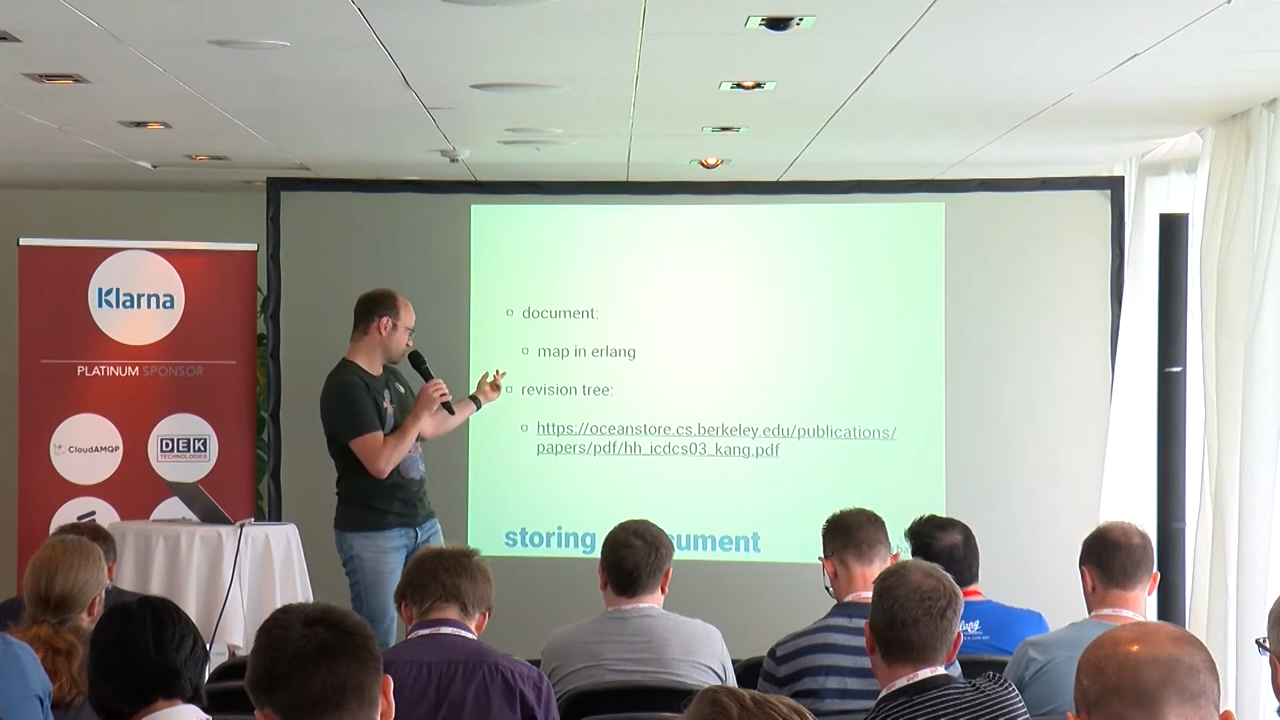 Klarna
PLATINUM SPONSOR
CloudAMQP
DEK
TECHNOLOGIES
document:
map in erlang
revision tree:
https://oceanstore.cs.berkeley.edu/publications/
papers/pdf/hh_icdcs03_kang.pdf
storing